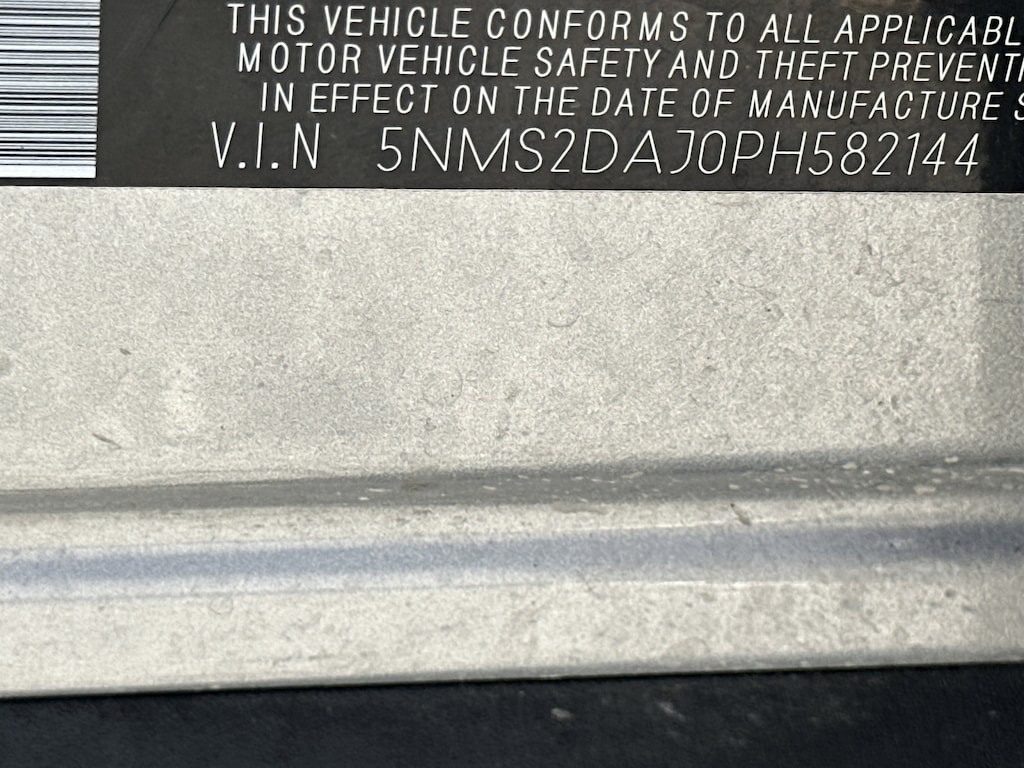 THIS VEHICLE CONFORMS TO ALL APPLICABL
MOTOR VEHICLE SAFETY AND THEFT PREVENT
IN EFFECT ON THE DATE OF MANUFACTURE S
V.I.N 5NMS2DAJ0PH582144